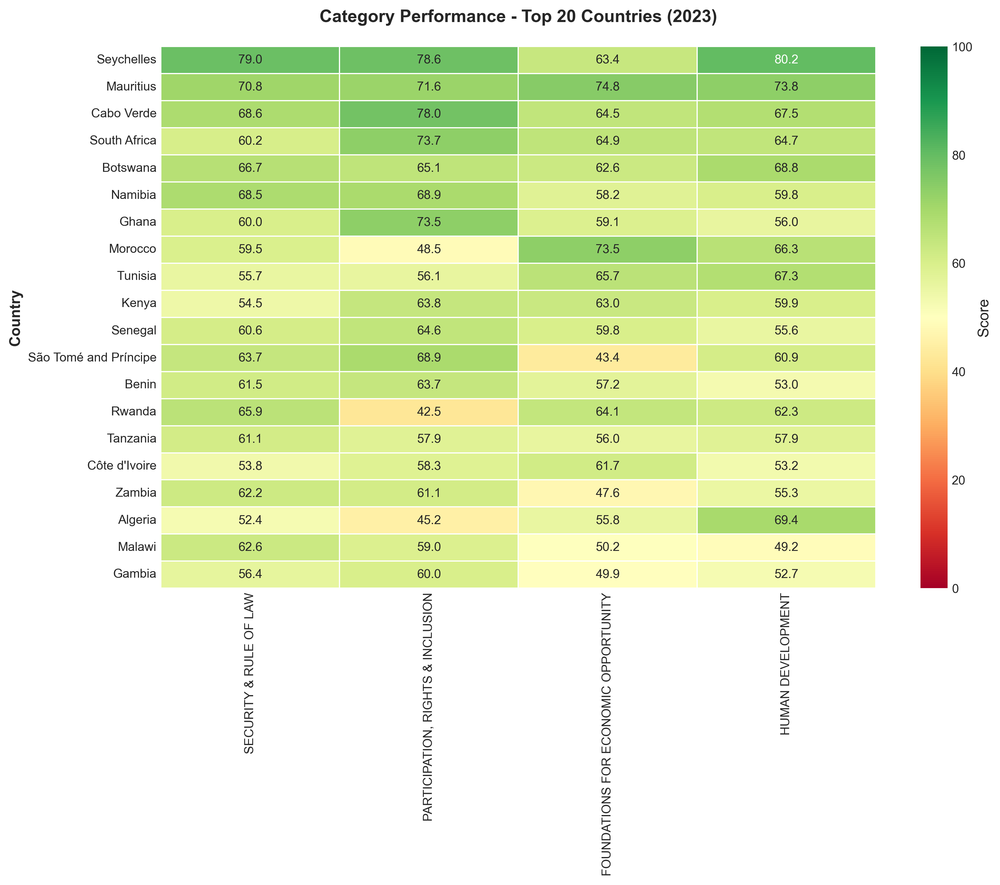 Category Performance - Top 20 Countries (2023)
Seychelles 79.0 78.6 63.4 80.2
Mauritius 70.8 71.6 74.8 73.8
Cabo Verde 68.6 78.0 64.5 67.5
South Africa 60.2 73.7 64.9 64.7
Botswana 66.7 65.1 62.6 68.8
Namibia 68.5 68.9 58.2 59.8
Ghana 60.0 73.5 59.1 56.0
Morocco 59.5 48.5 73.5 66.3
Tunisia 55.7 56.1 65.7 67.3
Kenya 54.5 63.8 63.0 59.9
Senegal 60.6 64.6 59.8 55.6
São Tomé and Príncipe 63.7 68.9 43.4 60.9
Benin 61.5 63.7 57.2 53.0
Rwanda 65.9 42.5 64.1 62.3
Tanzania 61.1 57.9 56.0 57.9
Côte d'Ivoire 53.8 58.3 61.7 53.2
Zambia 62.2 61.1 47.6 55.3
Algeria 52.4 45.2 55.8 69.4
Malawi 62.6 59.0 50.2 49.2
Gambia 56.4 60.0 49.9 52.7
Country
SECURITY & RULE OF LAW
PARTICIPATION, RIGHTS & INCLUSION
FOUNDATIONS FOR ECONOMIC OPPORTUNITY
HUMAN DEVELOPMENT
100
80
60
40
20
0
Score